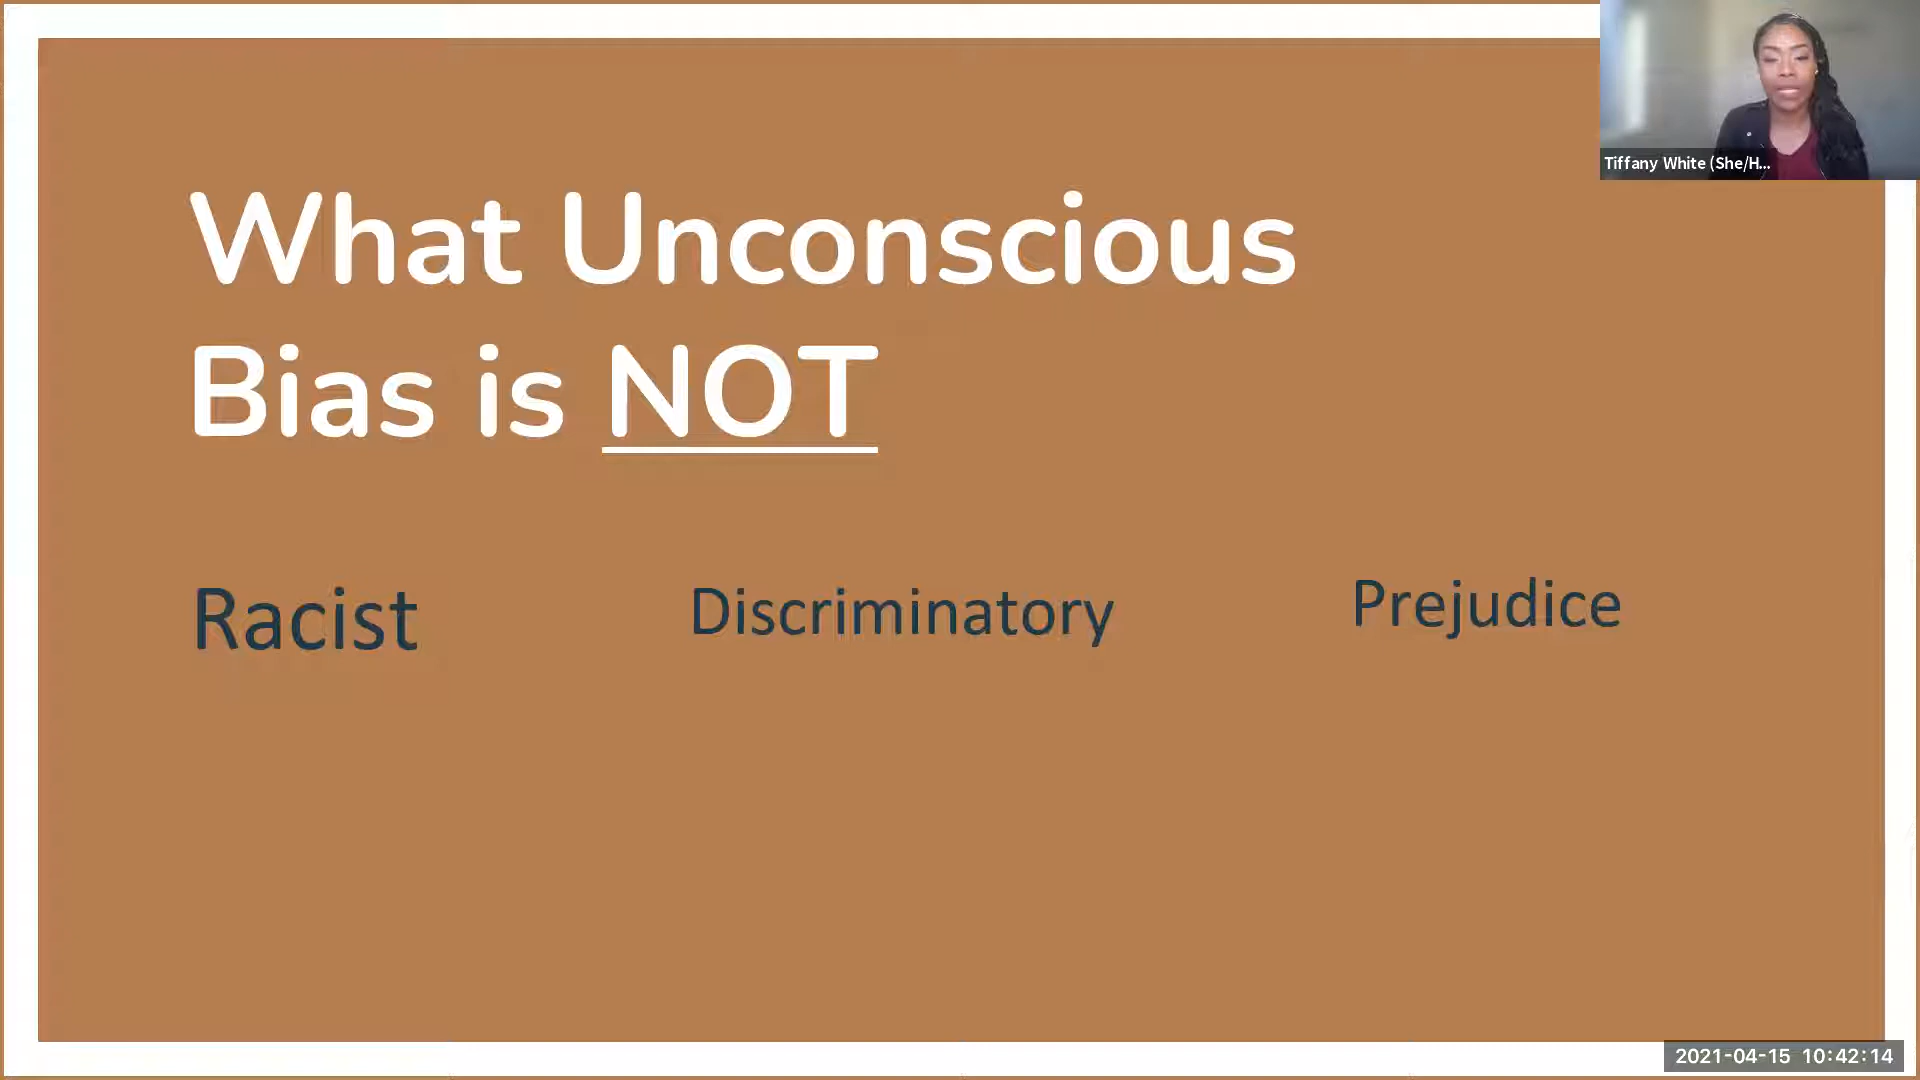 What Unconscious
Bias is NOT
Racist
Discriminatory
Prejudice
Tiffany White (She/H...
2021-04-15 10:42:14